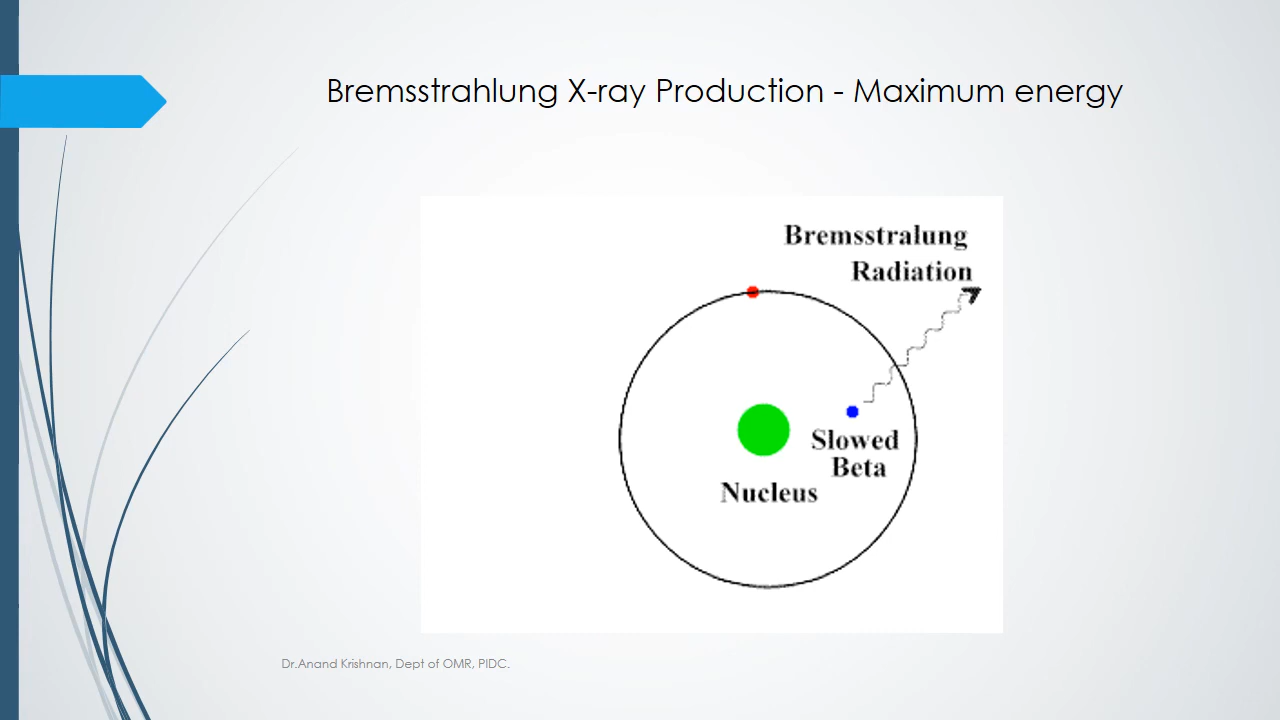 Bremsstrahlung X-ray Production - Maximum energy
Bremsstralung
Radiation
Slowed
Beta
Nucleus
Dr.Anand Krishnan, Dept of OMR, PIDC.